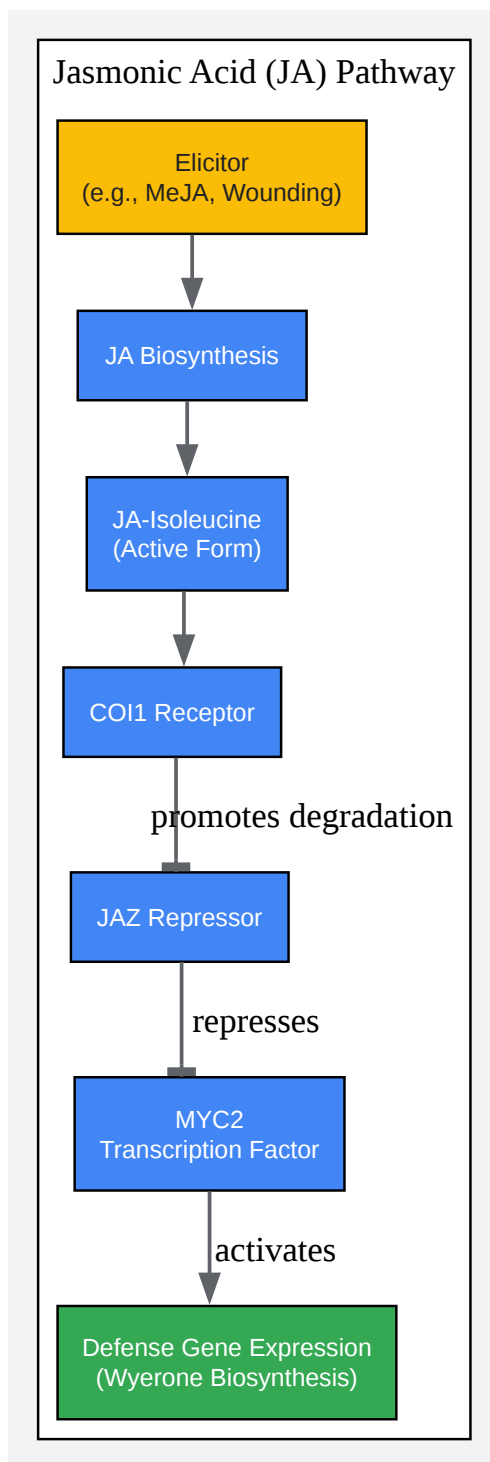 Jasmonic Acid (JA) Pathway
Elicitor
(e.g., MeJA, Wounding)
JA Biosynthesis
JA-Isoleucine
(Active Form)
COI1 Receptor
promotes degradation
JAZ Repressor
represses
MYC2
Transcription Factor
activates
Defense Gene Expression
(Wyerone Biosynthesis)